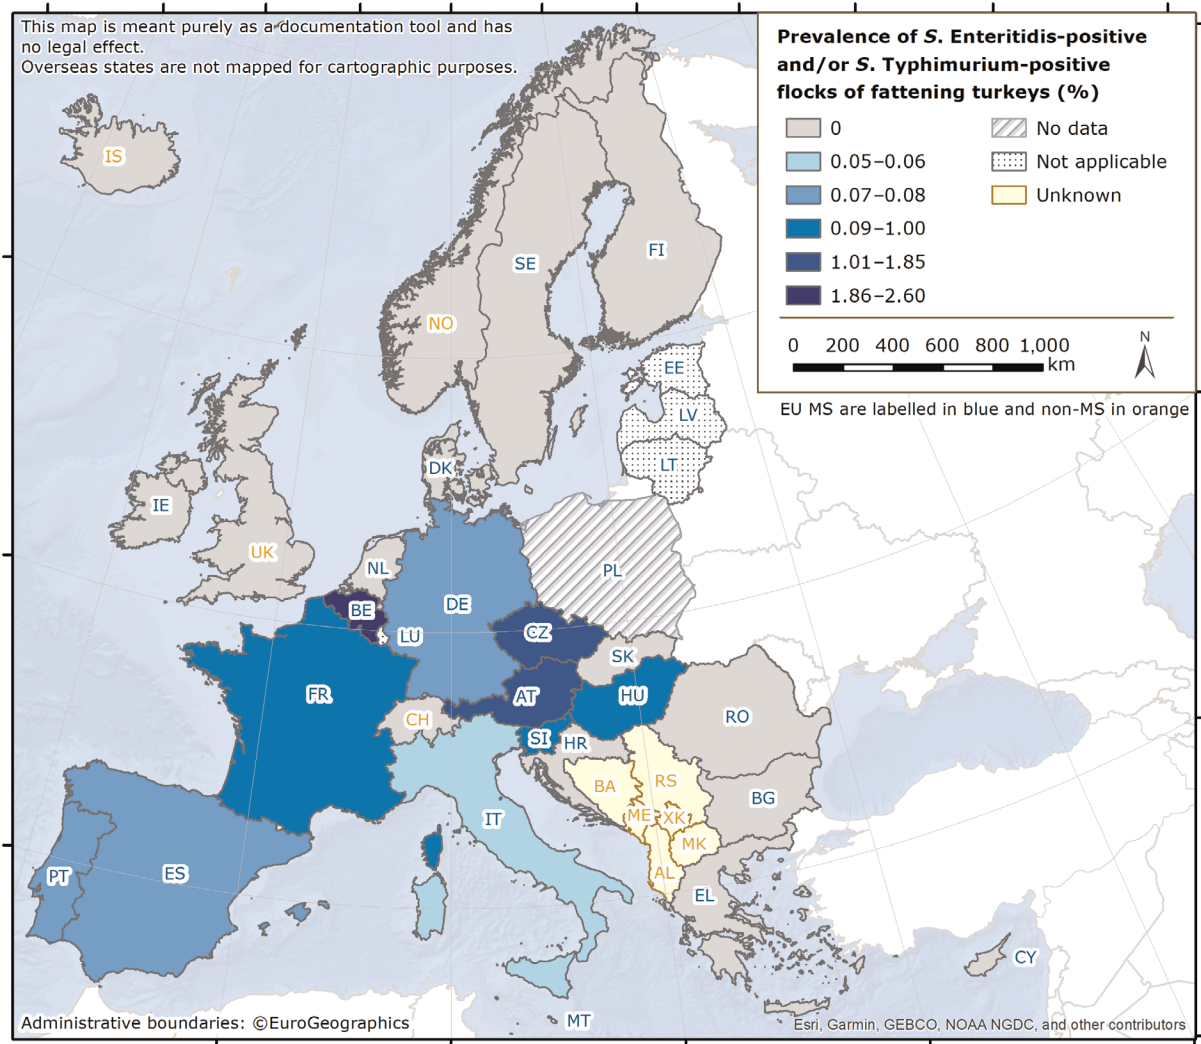 This map is meant purely as a documentation tool and has
no legal effect.
Overseas states are not mapped for cartographic purposes.
Prevalence of S. Enteritidis-positive
and/or S. Typhimurium-positive
flocks of fattening turkeys (%)
0
No data
0.05–0.06
Not applicable
0.07–0.08
Unknown
0.09–1.00
1.01–1.85
1.86–2.60
0 200 400 600 800 1,000
km
N
EU MS are labelled in blue and non-MS in orange
IS
FI
SE
NO
EE
LV
LT
DK
IE
UK
NL
PL
DE
BE
LU
CZ
SK
FR
AT
HU
CH
RO
SI
HR
BA
RS
BG
ME
XK
IT
MK
AL
PT
ES
EL
CY
MT
Administrative boundaries: ©EuroGeographics
Esri, Garmin, GEBCO, NOAA NGDC, and other contributors